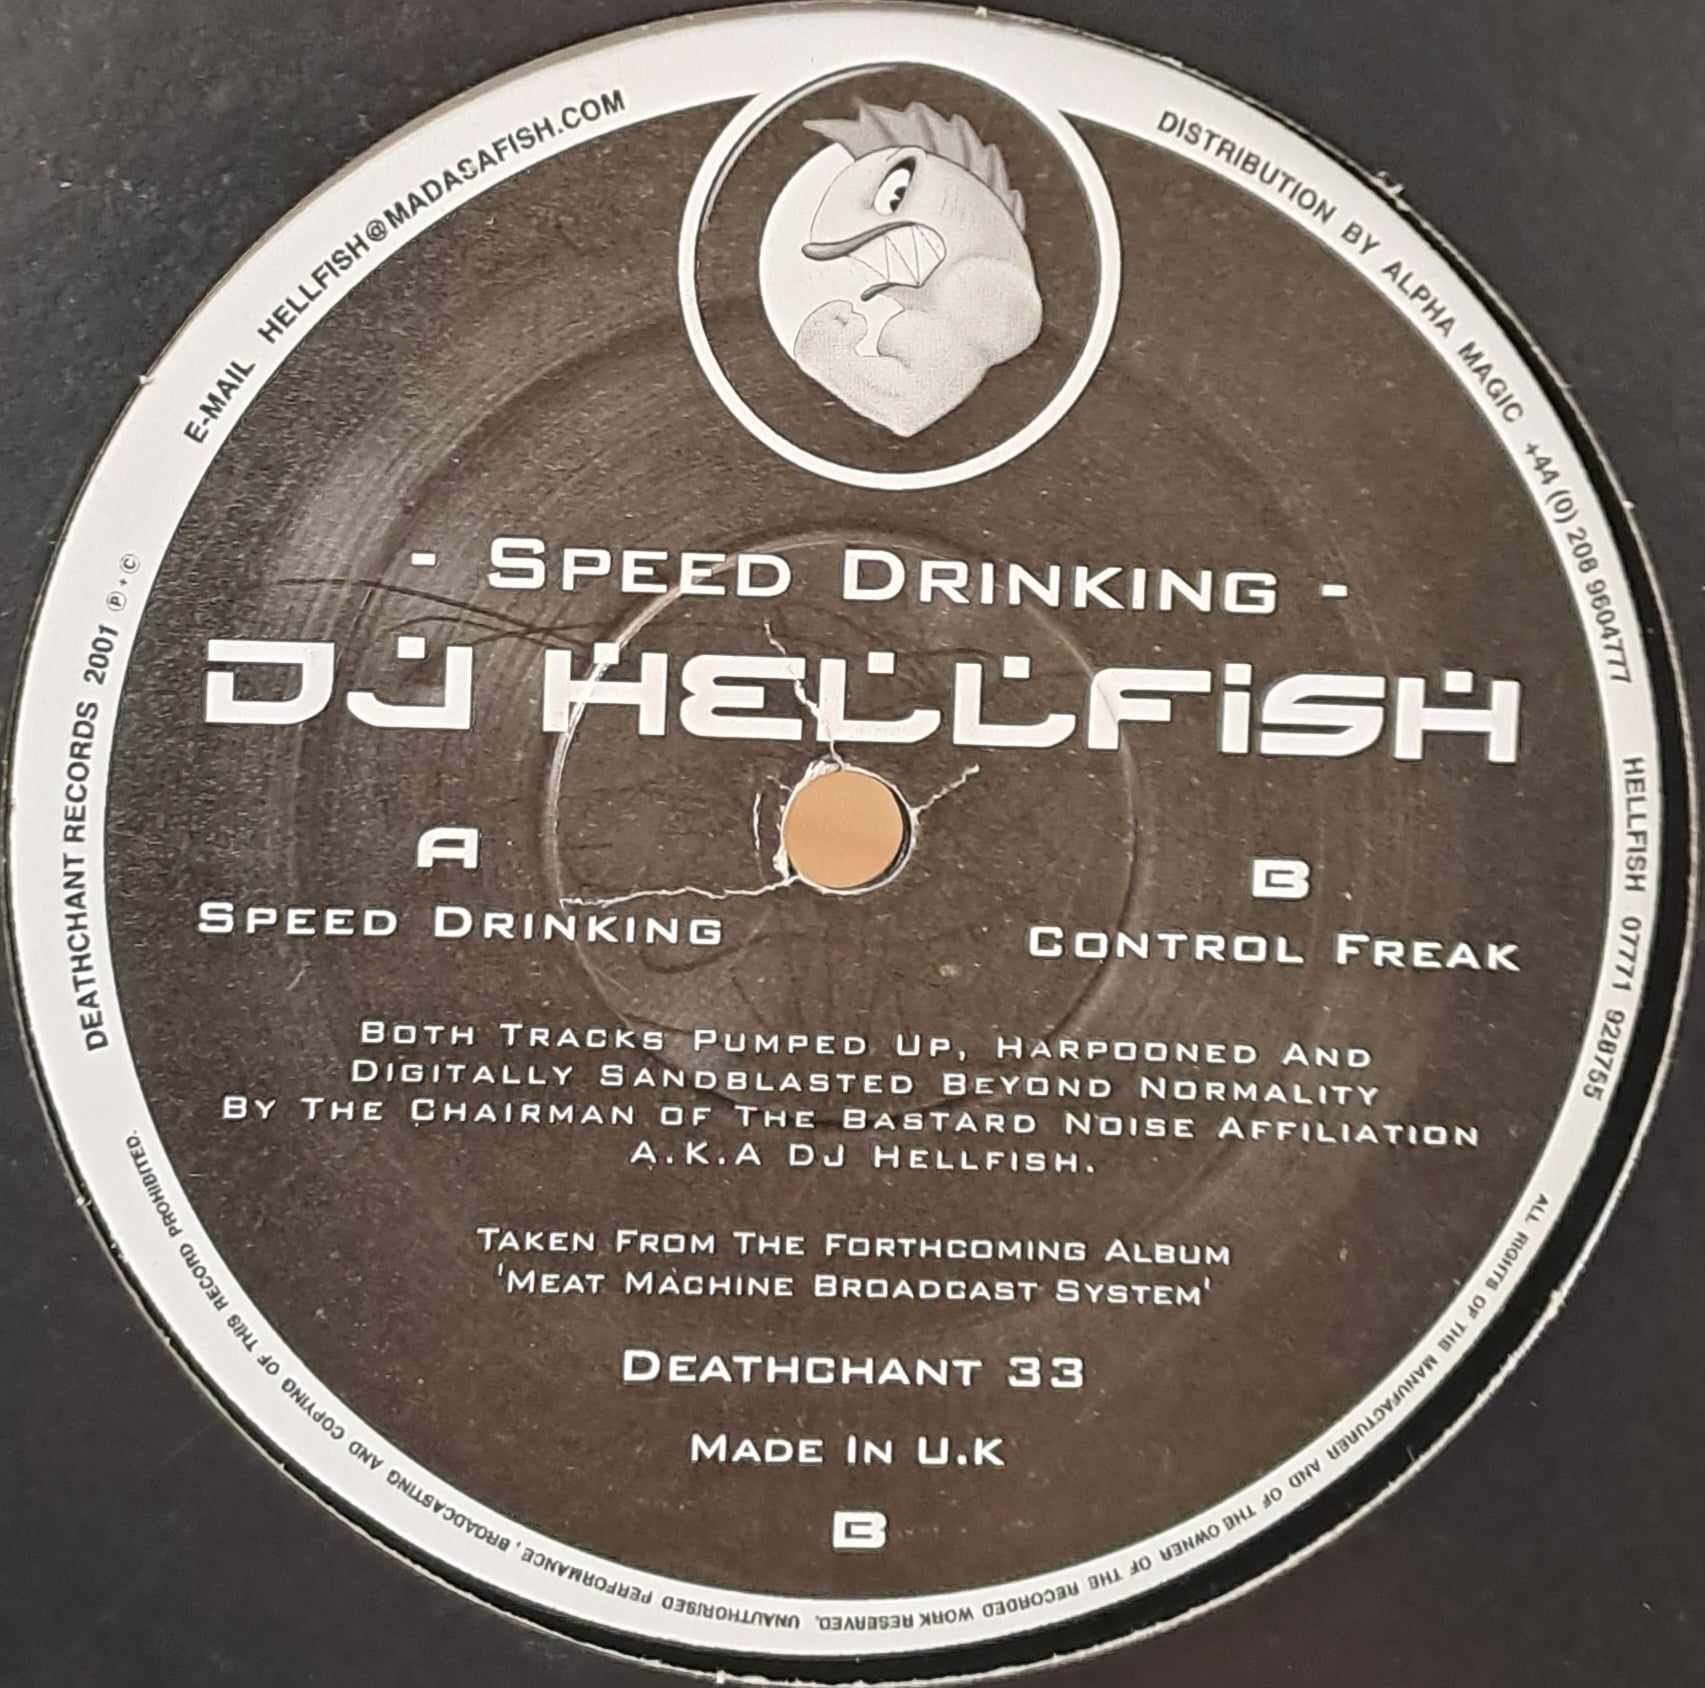 E-MAIL HELLFISH@MADASAFISH.COM
DISTRIBUTION BY ALPHA MAGIC +44 (0) 208 9604777
HELLFISH 07771 928755
DEATHCHANT RECORDS 2001 ℗+©
- SPEED DRINKING -
DJ HELLFISH
A
SPEED DRINKING
B
CONTROL FREAK
BOTH TRACKS PUMPED UP, HARPOONED AND
DIGITALLY SANDBLASTED BEYOND NORMALITY
BY THE CHAIRMAN OF THE BASTARD NOISE AFFILIATION
A.K.A DJ HELLFISH.
TAKEN FROM THE FORTHCOMING ALBUM
'MEAT MACHINE BROADCAST SYSTEM'
DEATHCHANT 33
MADE IN U.K
B
ALL RIGHTS OF THE MANUFACTURER AND OF THE OWNER OF THE RECORDED WORK RESERVED. UNAUTHORISED PERFORMANCE, BROADCASTING AND COPYING OF THIS RECORD PROHIBITED.